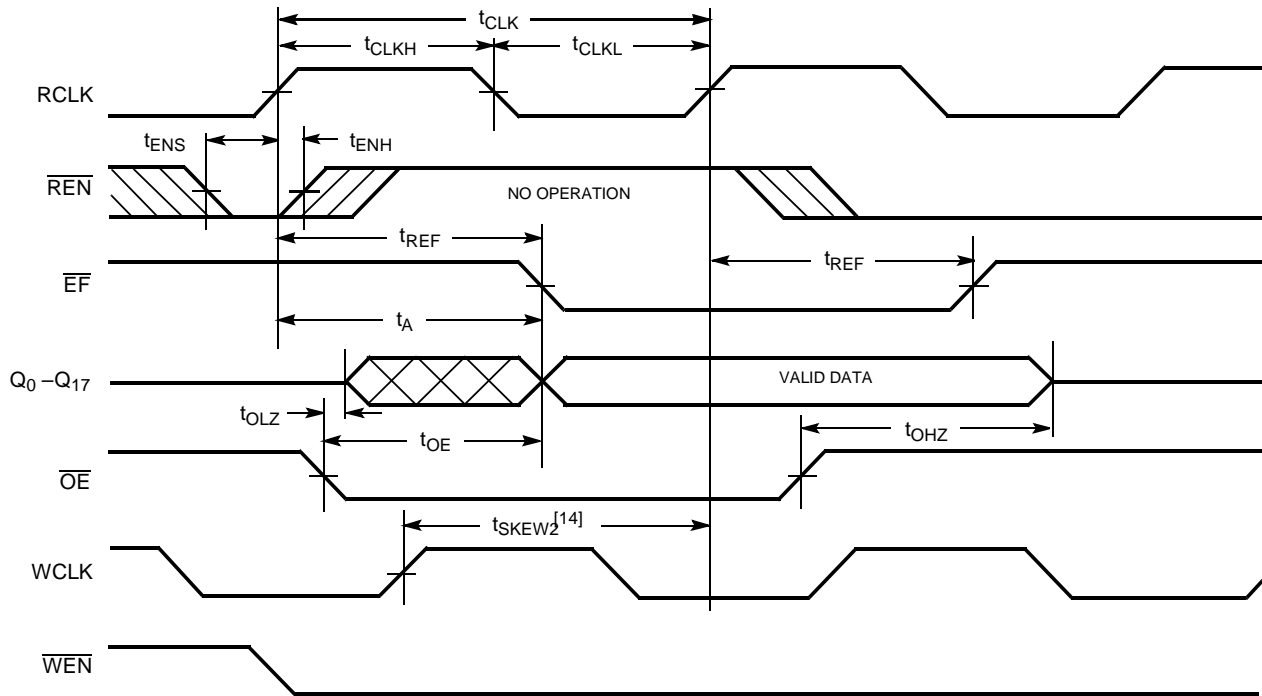 tCLK
tCLKH
tCLKL
RCLK
tENS
tENH
REN
NO OPERATION
tREF
tREF
EF
tA
Q0 –Q17
VALID DATA
tOLZ
tOE
tOHZ
OE
tSKEW2[14]
WCLK
WEN